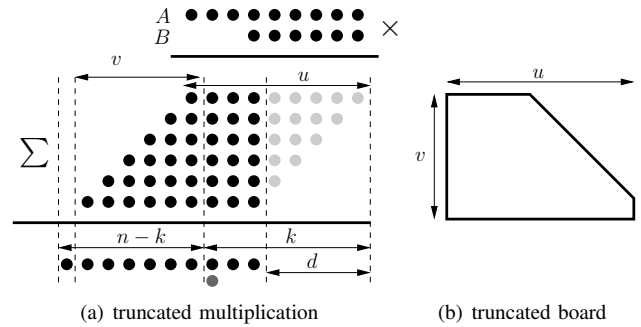 A
B ×
v u
∑
n − k k
d
(a) truncated multiplication
u
v
(b) truncated board